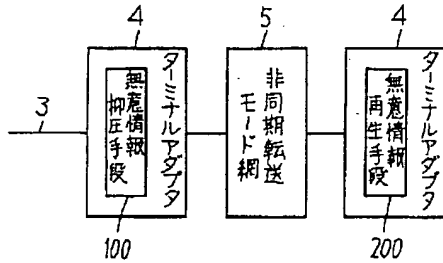 4
5
4
3
ターミナルアダプタ
無意情報
抑圧手段
非同期転送
モード網
ターミナルアダプタ
無意情報
再生手段
100
200